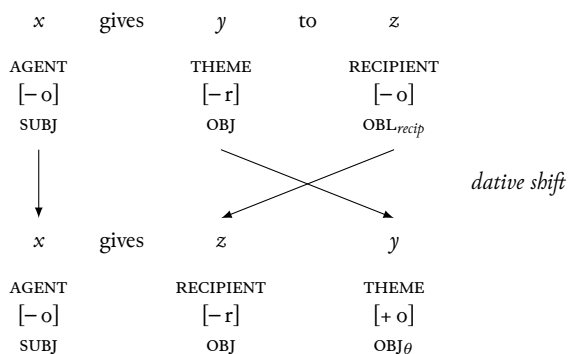 x gives y to z
AGENT THEME RECIPIENT
[− o] [− r] [− o]
SUBJ OBJ OBL_recip
dative shift
x gives z y
AGENT RECIPIENT THEME
[− o] [− r] [+ o]
SUBJ OBJ OBJ_θ